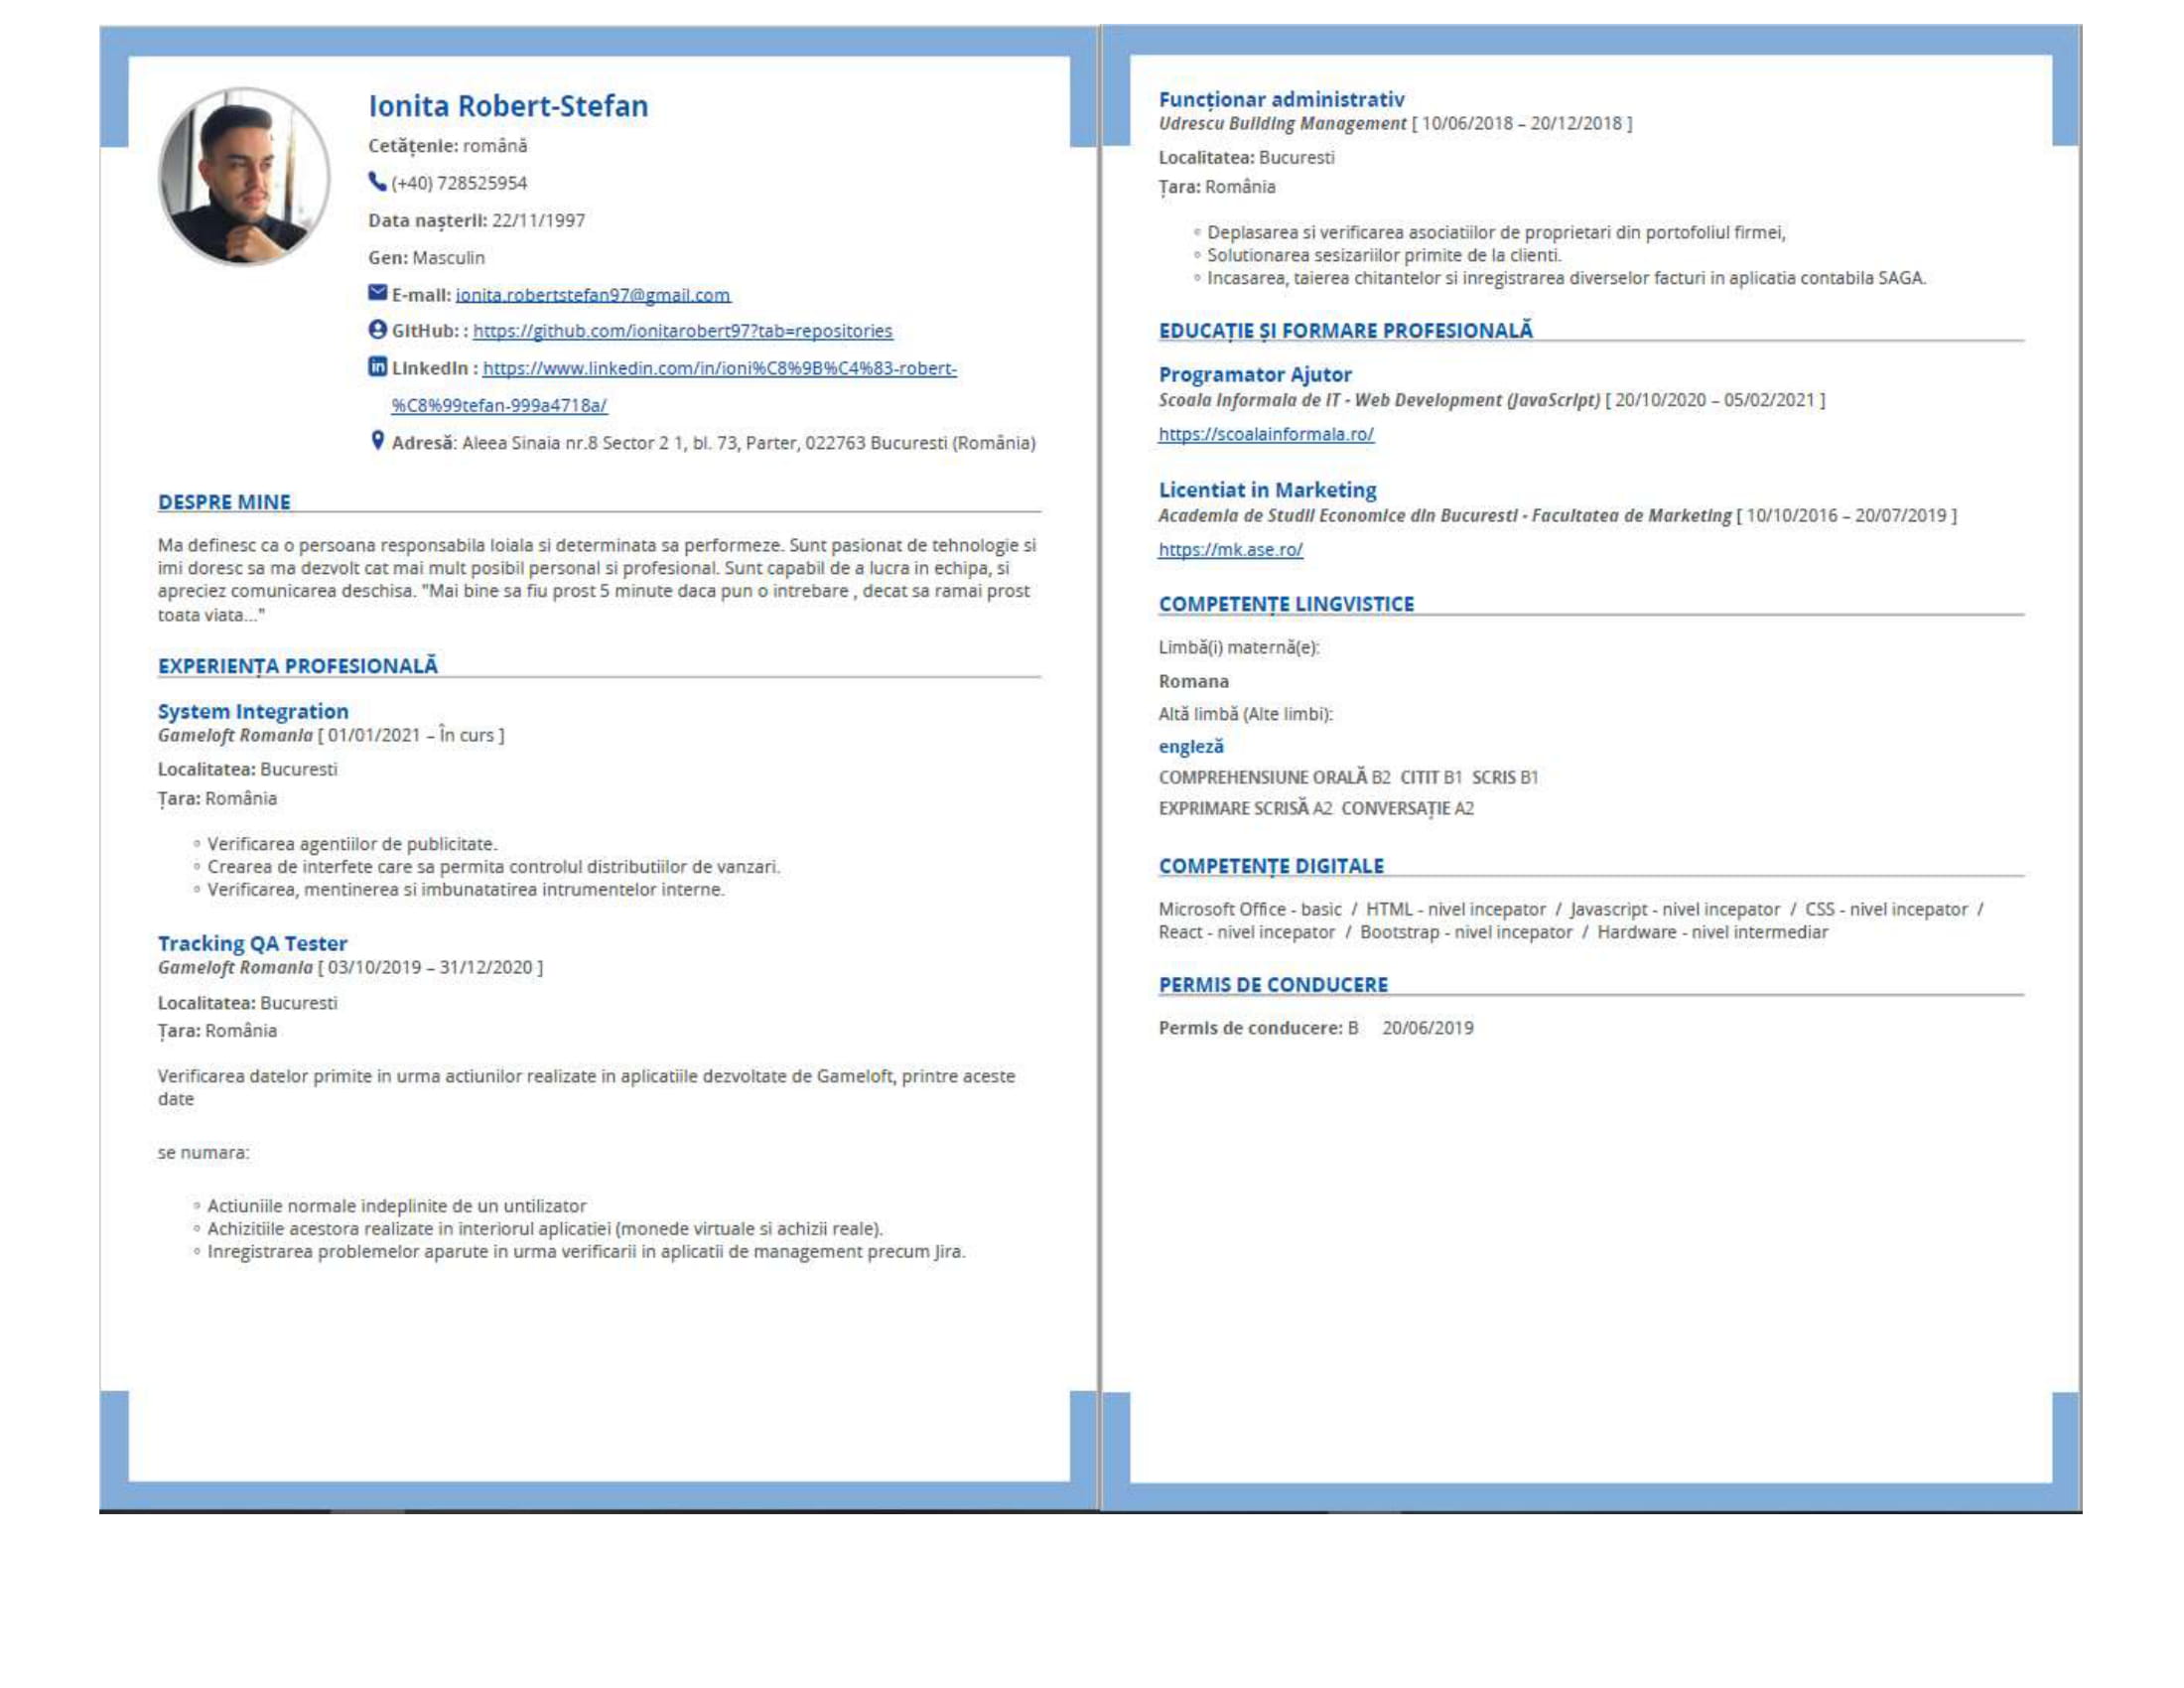 Ionita Robert-Stefan
Cetățenie: română
(+40) 728525954
Data nașterii: 22/11/1997
Gen: Masculin
E-mail: ionita.robertstefan97@gmail.com
GitHub: : https://github.com/ionitarobert97?tab=repositories
LinkedIn : https://www.linkedin.com/in/ioni%C8%9B%C4%83-robert-
%C8%99tefan-999a4718a/
Adresă: Aleea Sinaia nr.8 Sector 2 1, bl. 73, Parter, 022763 Bucuresti (România)
DESPRE MINE
Ma definesc ca o persoana responsabila loiala si determinata sa performeze. Sunt pasionat de tehnologie si
imi doresc sa ma dezvolt cat mai mult posibil personal si profesional. Sunt capabil de a lucra in echipa, si
apreciez comunicarea deschisa. "Mai bine sa fiu prost 5 minute daca pun o intrebare , decat sa ramai prost
toata viata..."
EXPERIENȚA PROFESIONALĂ
System Integration
Gameloft Romania [ 01/01/2021 – În curs ]
Localitatea: Bucuresti
Țara: România
◦ Verificarea agentiilor de publicitate.
◦ Crearea de interfete care sa permita controlul distributiilor de vanzari.
◦ Verificarea, mentinerea si imbunatatirea intrumentelor interne.
Tracking QA Tester
Gameloft Romania [ 03/10/2019 – 31/12/2020 ]
Localitatea: Bucuresti
Țara: România
Verificarea datelor primite in urma actiunilor realizate in aplicatiile dezvoltate de Gameloft, printre aceste
date
se numara:
◦ Actiuniile normale indeplinite de un untilizator
◦ Achizitiile acestora realizate in interiorul aplicatiei (monede virtuale si achizii reale).
◦ Inregistrarea problemelor aparute in urma verificarii in aplicatii de management precum Jira.
Funcționar administrativ
Udrescu Building Management [ 10/06/2018 – 20/12/2018 ]
Localitatea: Bucuresti
Țara: România
◦ Deplasarea si verificarea asociatiilor de proprietari din portofoliul firmei,
◦ Solutionarea sesizariilor primite de la clienti.
◦ Incasarea, taierea chitantelor si inregistrarea diverselor facturi in aplicatia contabila SAGA.
EDUCAȚIE ȘI FORMARE PROFESIONALĂ
Programator Ajutor
Scoala Informala de IT - Web Development (JavaScript) [ 20/10/2020 – 05/02/2021 ]
https://scoalainformala.ro/
Licentiat in Marketing
Academia de Studii Economice din Bucuresti - Facultatea de Marketing [ 10/10/2016 – 20/07/2019 ]
https://mk.ase.ro/
COMPETENȚE LINGVISTICE
Limbă(i) maternă(e):
Romana
Altă limbă (Alte limbi):
engleză
COMPREHENSIUNE ORALĂ B2 CITIT B1 SCRIS B1
EXPRIMARE SCRISĂ A2 CONVERSAȚIE A2
COMPETENȚE DIGITALE
Microsoft Office - basic / HTML - nivel incepator / Javascript - nivel incepator / CSS - nivel incepator /
React - nivel incepator / Bootstrap - nivel incepator / Hardware - nivel intermediar
PERMIS DE CONDUCERE
Permis de conducere: B 20/06/2019